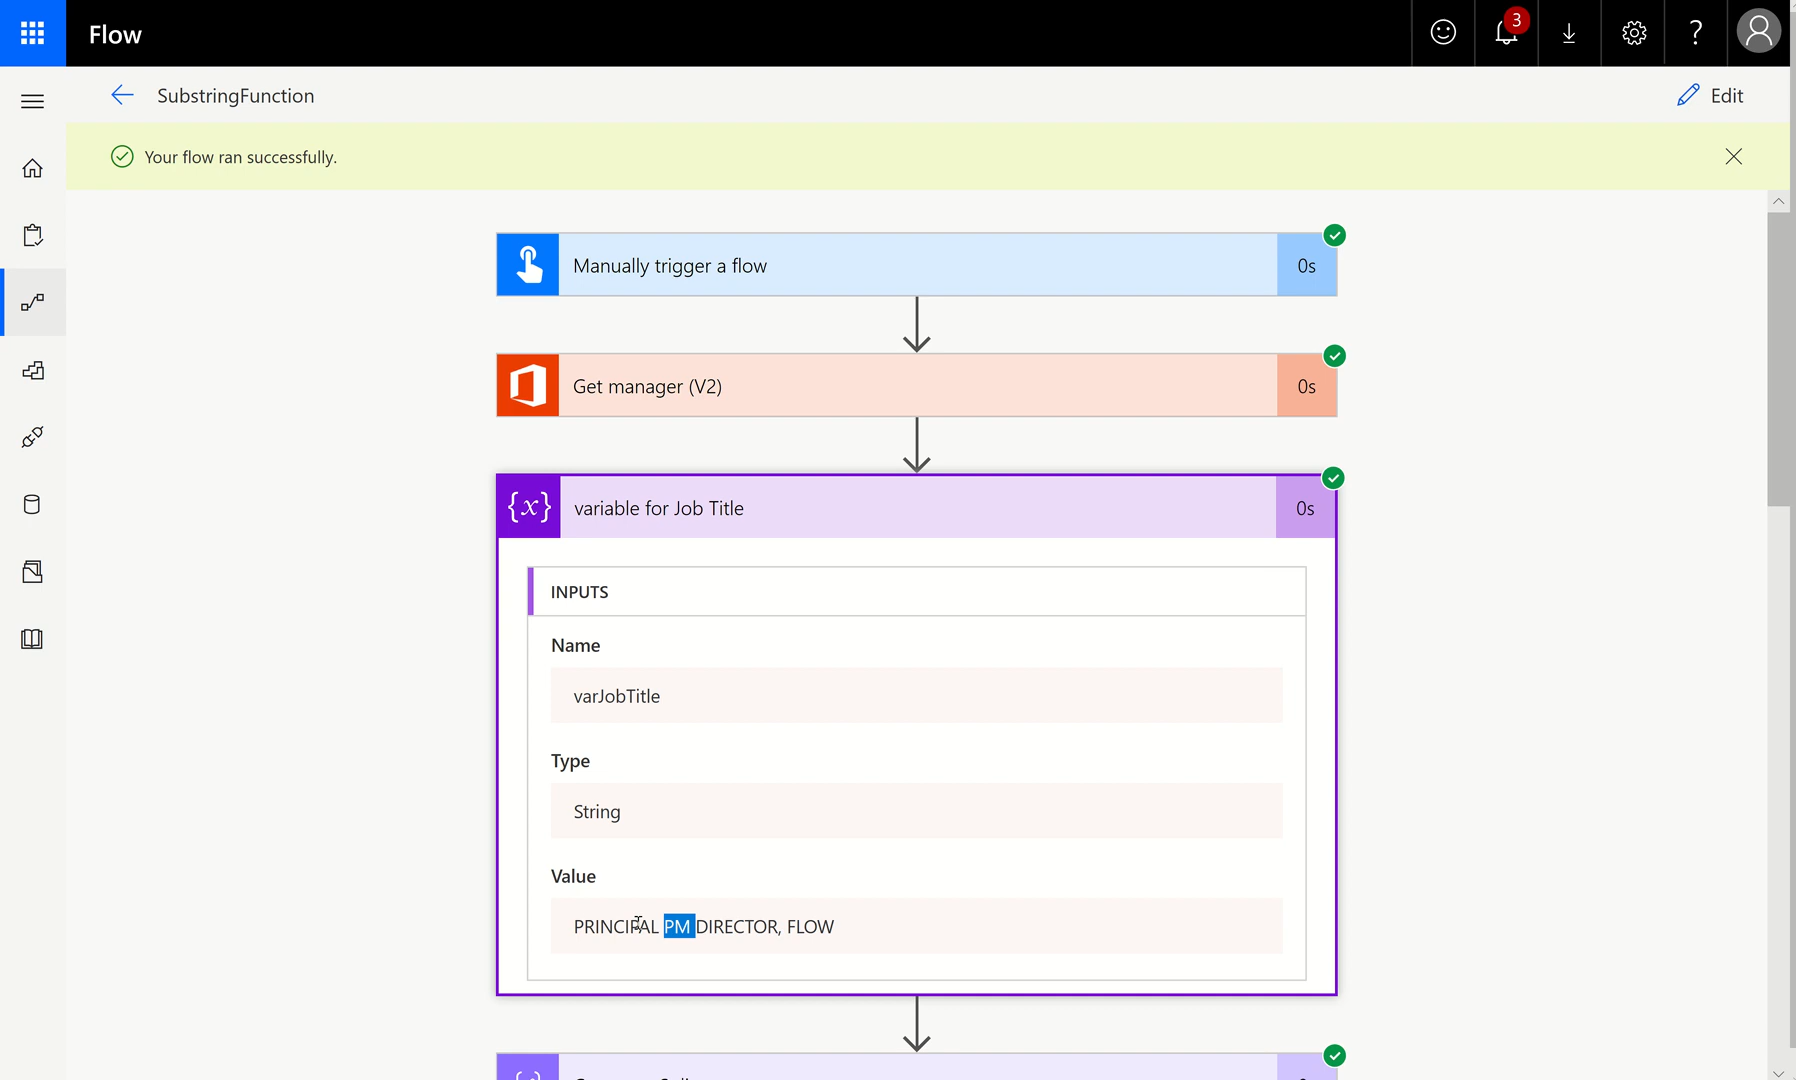 Flow
3
?
SubstringFunction
Edit
Your flow ran successfully.
Manually trigger a flow
0s
Get manager (V2)
0s
{x}
variable for Job Title
0s
INPUTS
Name
varJobTitle
Type
String
Value
PRINCIPAL PM DIRECTOR, FLOW